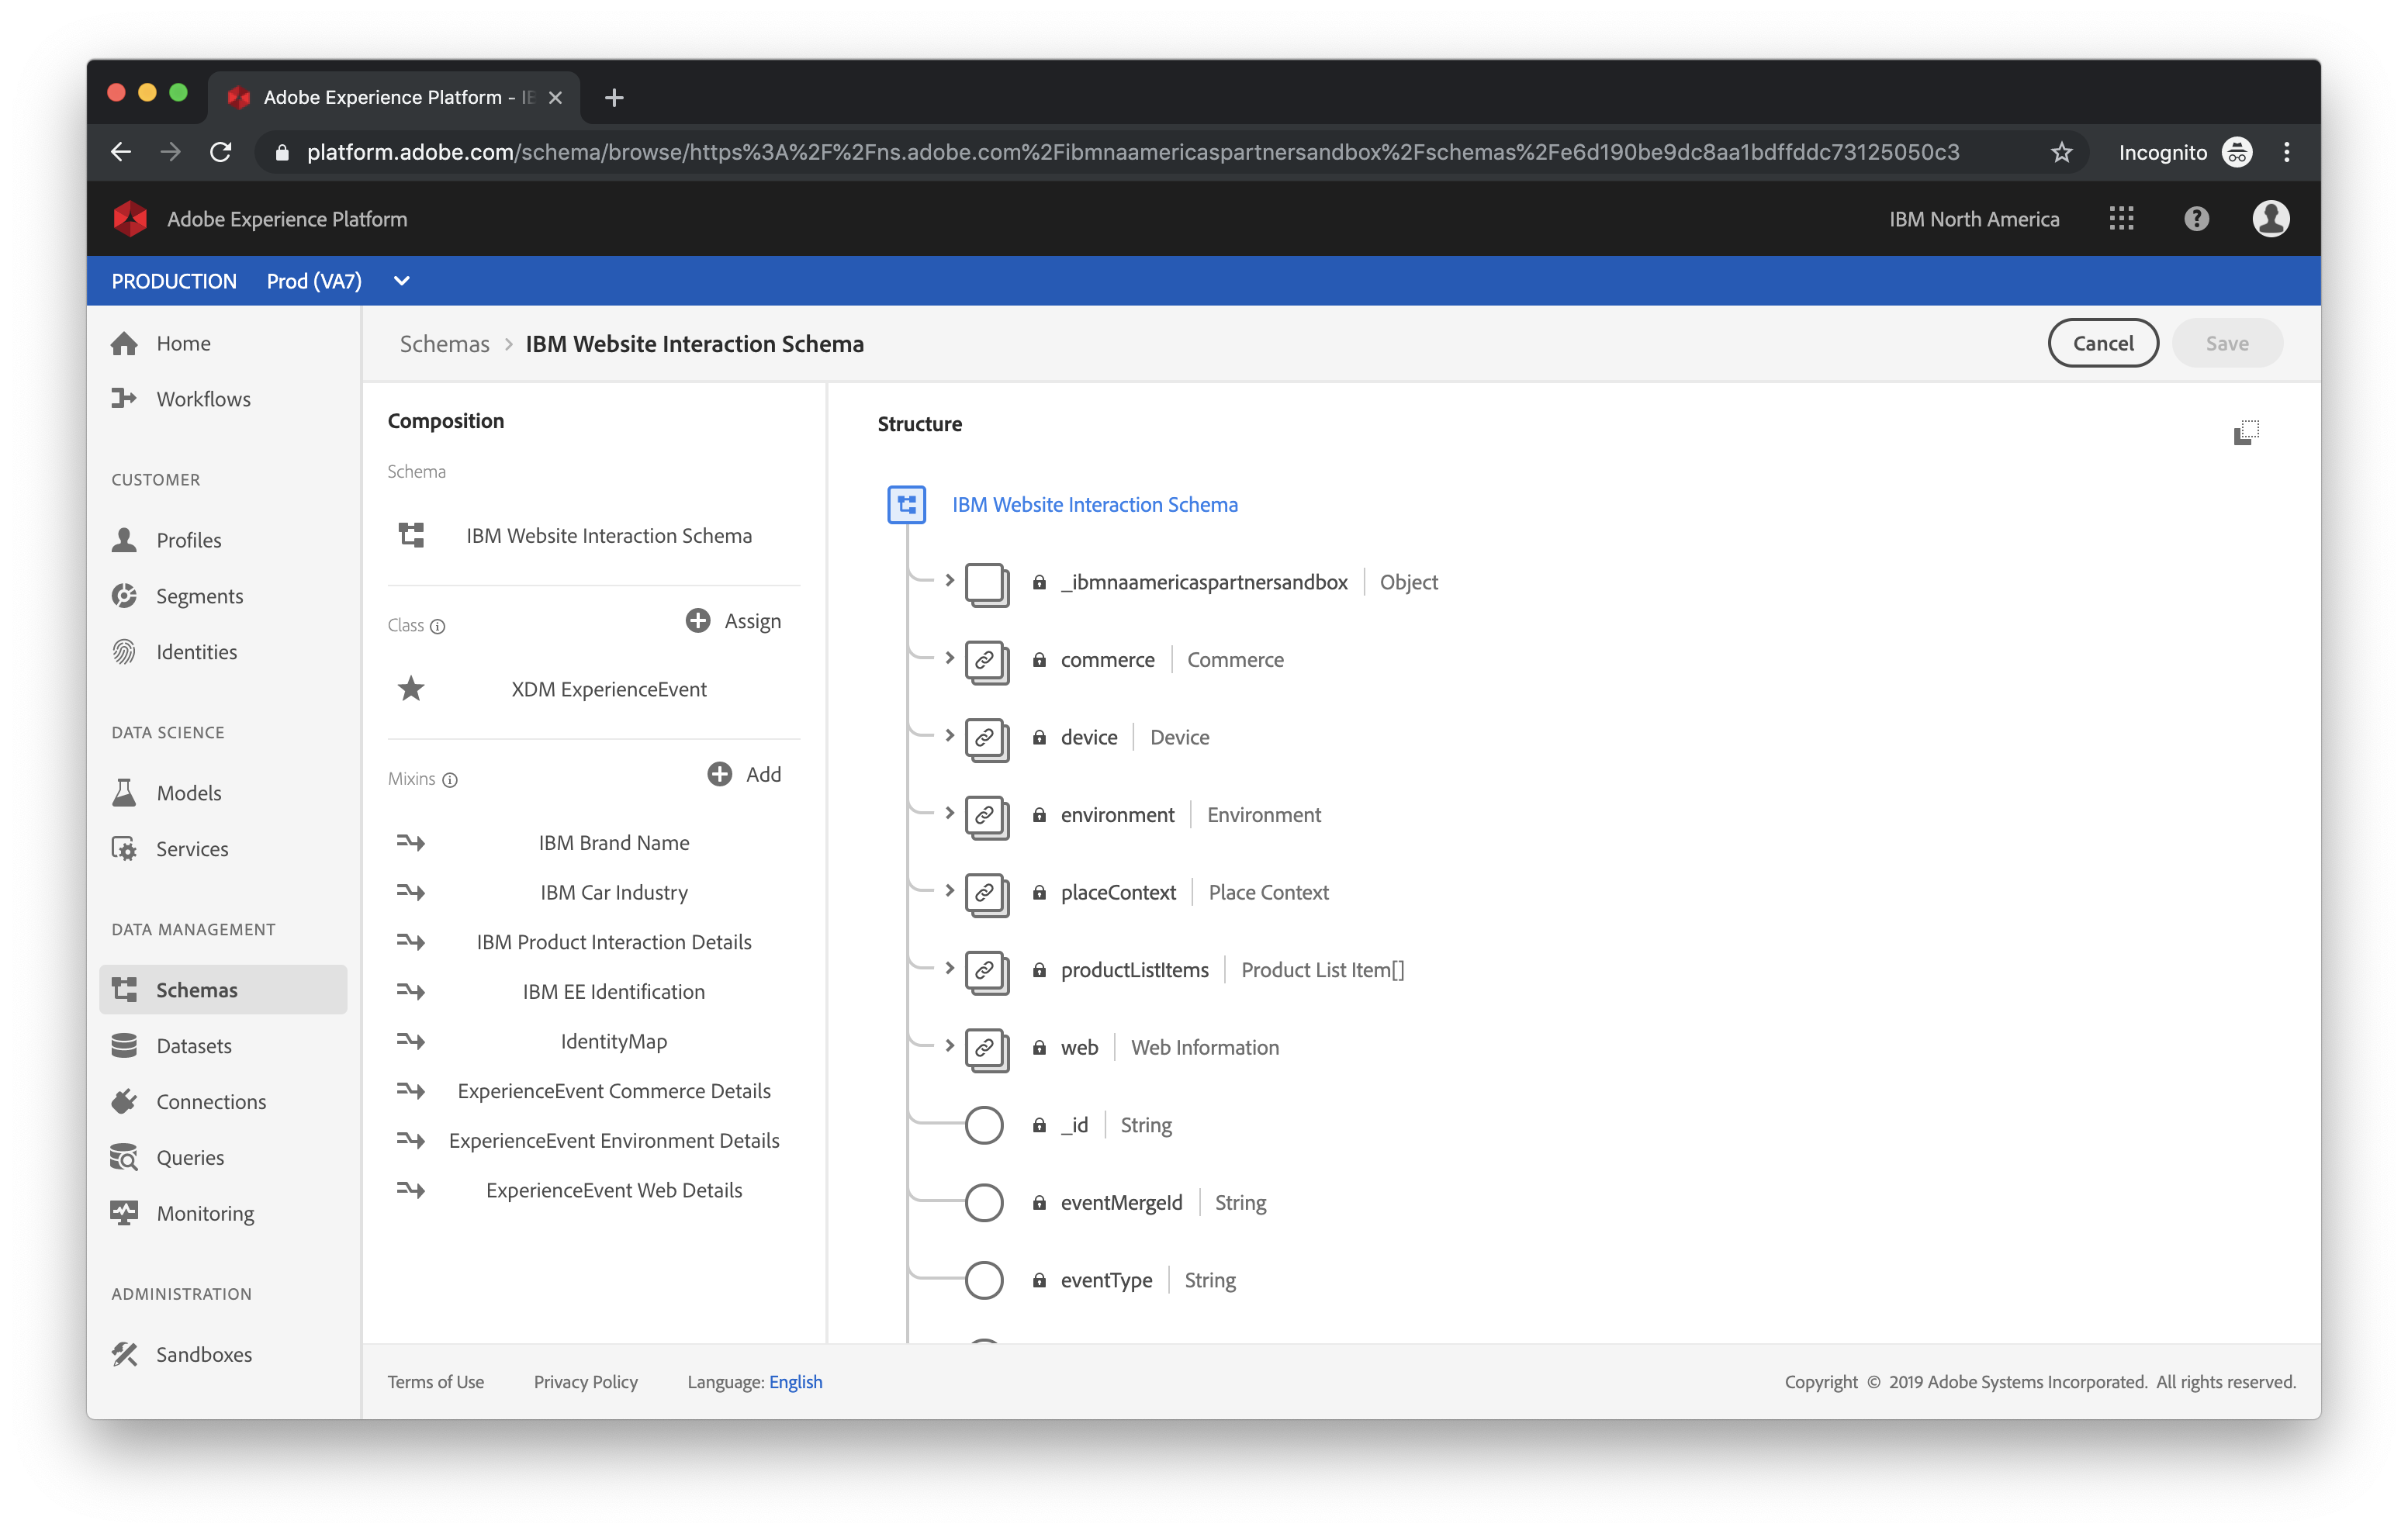 Adobe Experience Platform - IB
platform.adobe.com/schema/browse/https%3A%2F%2Fns.adobe.com%2Fibmnaamericaspartnersandbox%2Fschemas%2Fe6d190be9dc8aa1bdffddc73125050c3
Incognito
Adobe Experience Platform
IBM North America
PRODUCTION Prod (VA7)
Home
Workflows
CUSTOMER
Profiles
Segments
Identities
DATA SCIENCE
Models
Services
DATA MANAGEMENT
Schemas
Datasets
Connections
Queries
Monitoring
ADMINISTRATION
Sandboxes
Schemas > IBM Website Interaction Schema
Cancel
Save
Composition
Schema
IBM Website Interaction Schema
Class
Assign
XDM ExperienceEvent
Mixins
Add
IBM Brand Name
IBM Car Industry
IBM Product Interaction Details
IBM EE Identification
IdentityMap
ExperienceEvent Commerce Details
ExperienceEvent Environment Details
ExperienceEvent Web Details
Structure
IBM Website Interaction Schema
_ibmnaamericaspartnersandbox | Object
commerce | Commerce
device | Device
environment | Environment
placeContext | Place Context
productListItems | Product List Item[]
web | Web Information
_id | String
eventMergeId | String
eventType | String
Terms of Use
Privacy Policy
Language: English
Copyright © 2019 Adobe Systems Incorporated. All rights reserved.